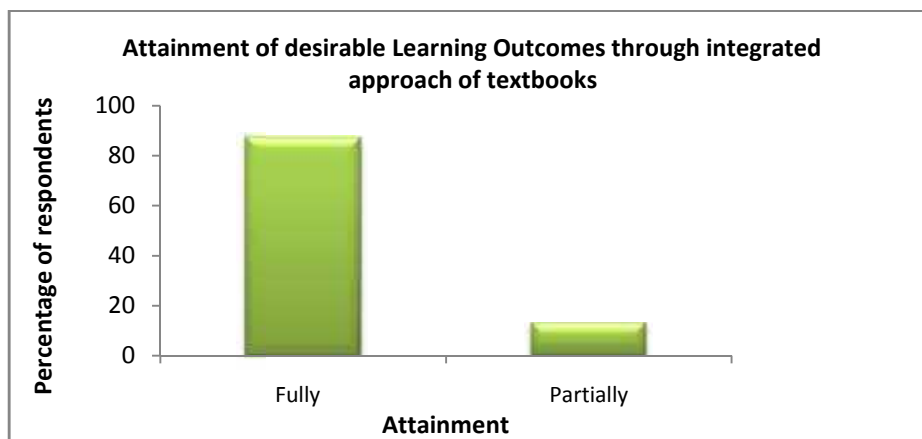 Attainment of desirable Learning Outcomes through integrated
approach of textbooks
Percentage of respondents
100
80
60
40
20
0
Fully Partially
Attainment